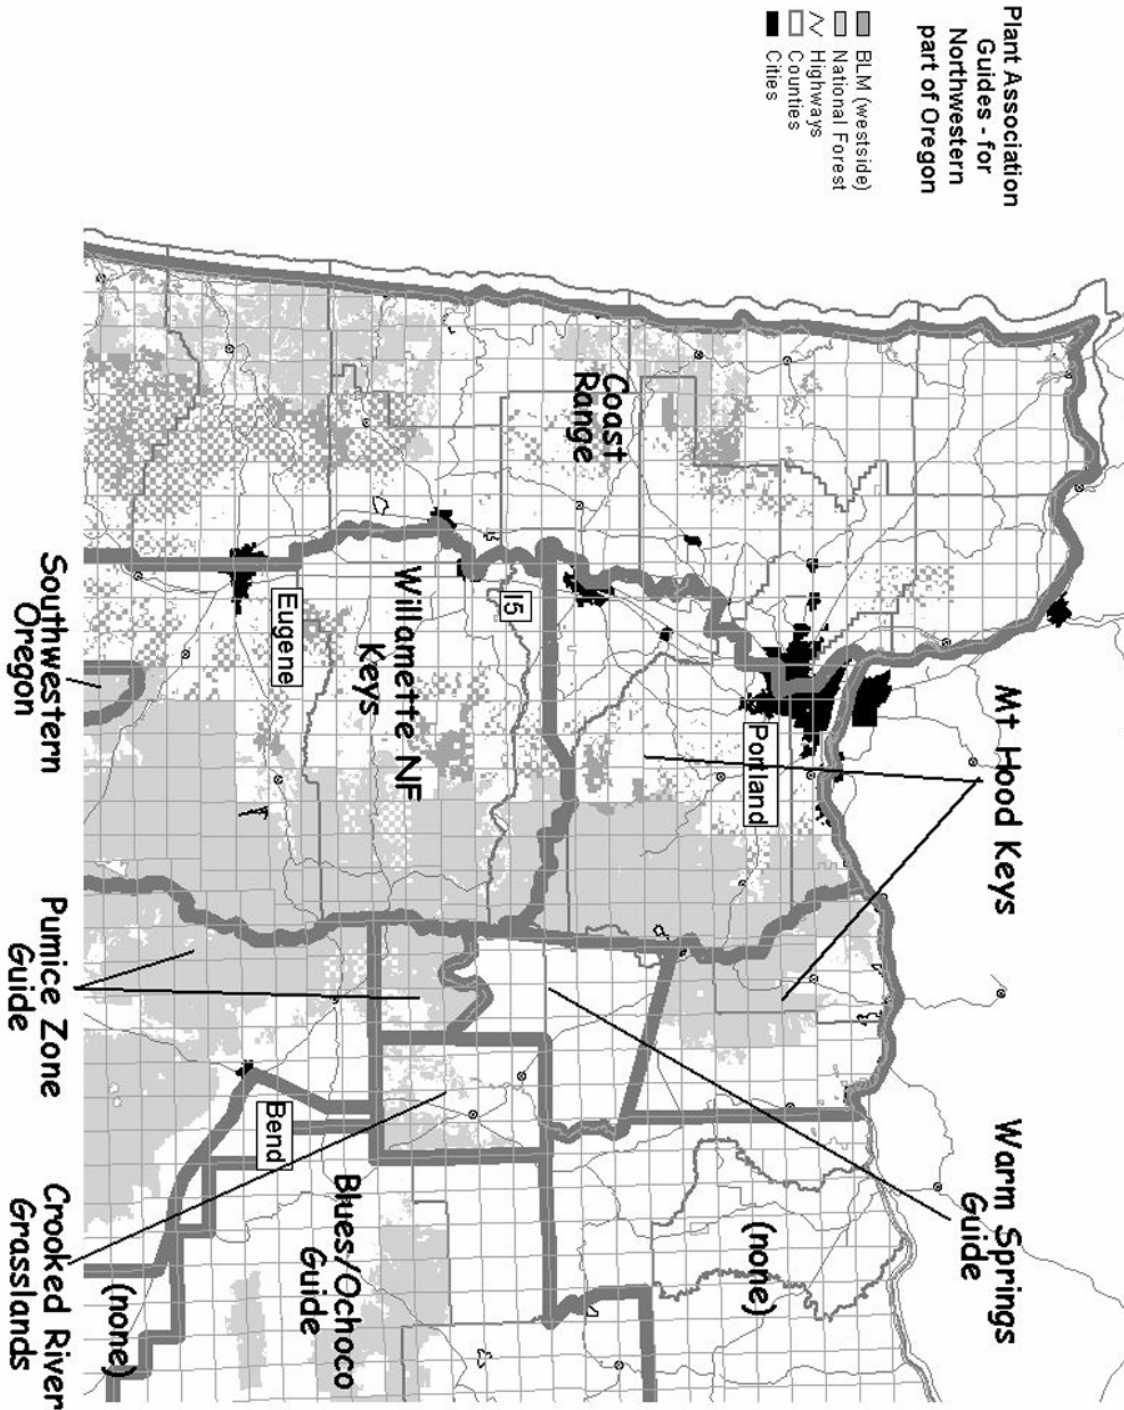 Plant Association
Guides - for
Northwestern
part of Oregon
BLM (westside)
National Forest
Highways
Counties
Cities
Coast
Range
Mt Hood Keys
Portland
I5
Willamette NF
Keys
Eugene
Southwestern
Oregon
Warm Springs
Guide
(none)
Pumice Zone
Guide
Bend
Blues/Ochoco
Guide
Crooked River
Grasslands
(none)